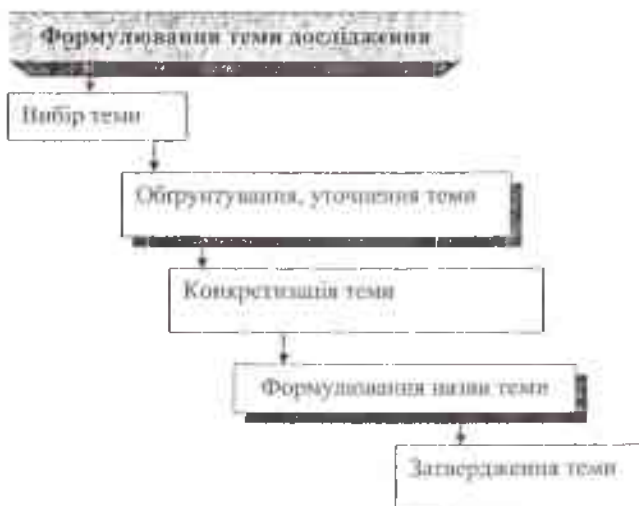 Формулювання теми дослідження
Вибір теми
Обґрунтування, уточнення теми
Конкретизація теми
Формулювання назви теми
Затвердження теми